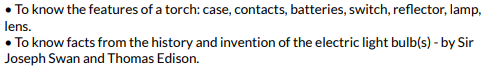 • To know the features of a torch: case, contacts, batteries, switch, reflector, lamp,
lens.
• To know facts from the history and invention of the electric light bulb(s) - by Sir
Joseph Swan and Thomas Edison.